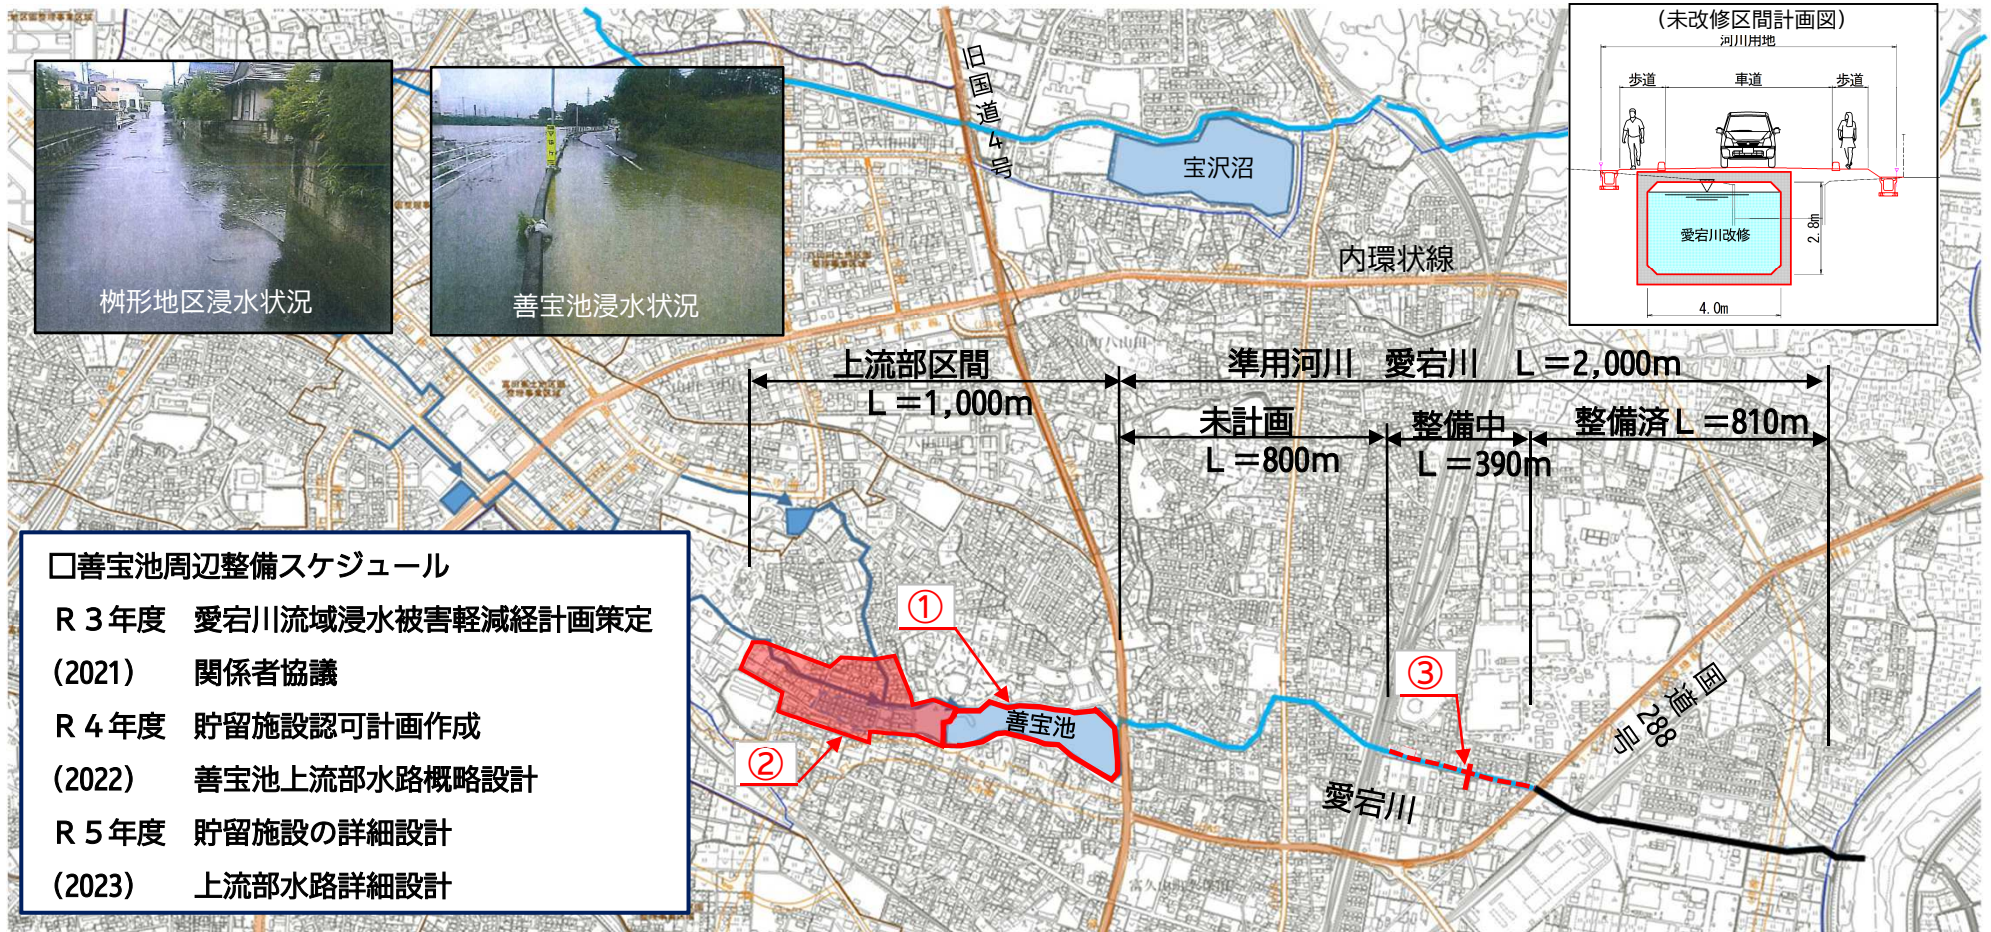 (未改修区間計画図)
河川用地
歩道
車道
歩道
愛宕川改修
2.8m
4.0m
旧国道4号
宝沢沼
内環状線
桝形地区浸水状況
善宝池浸水状況
上流部区間
L=1,000m
準用河川 愛宕川 L=2,000m
未計画
L=800m
整備中
L=390m
整備済L=810m
□善宝池周辺整備スケジュール
R3年度 愛宕川流域浸水被害軽減経計画策定
(2021) 関係者協議
R4年度 貯留施設認可計画作成
(2022) 善宝池上流部水路概略設計
R5年度 貯留施設の詳細設計
(2023) 上流部水路詳細設計
①
②
③
善宝池
愛宕川
国道288号